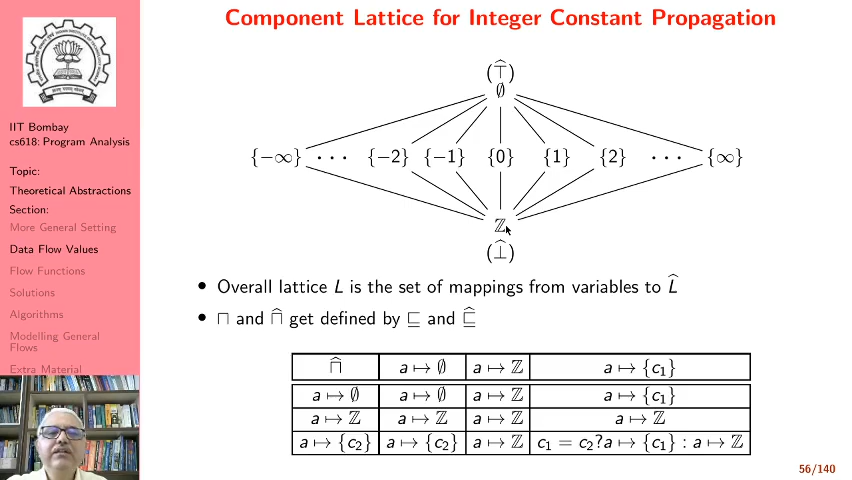 Component Lattice for Integer Constant Propagation
IIT Bombay
cs618: Program Analysis
Topic:
Theoretical Abstractions
Section:
More General Setting
Data Flow Values
Flow Functions
Solutions
Algorithms
Modelling General
Flows
Extra Material
(⊤̂)
∅
{−∞} ··· {−2} {−1} {0} {1} {2} ··· {∞}
ℤ
(⊥̂)
• Overall lattice L is the set of mappings from variables to L̂
• ⊓ and ⊓̂ get defined by ⊑ and ⊑̂
⊓̂ a ↦ ∅ a ↦ ℤ a ↦ {c₁}
a ↦ ∅ a ↦ ∅ a ↦ ℤ a ↦ {c₁}
a ↦ ℤ a ↦ ℤ a ↦ ℤ a ↦ ℤ
a ↦ {c₂} a ↦ {c₂} a ↦ ℤ c₁ = c₂?a ↦ {c₁} : a ↦ ℤ
56/140